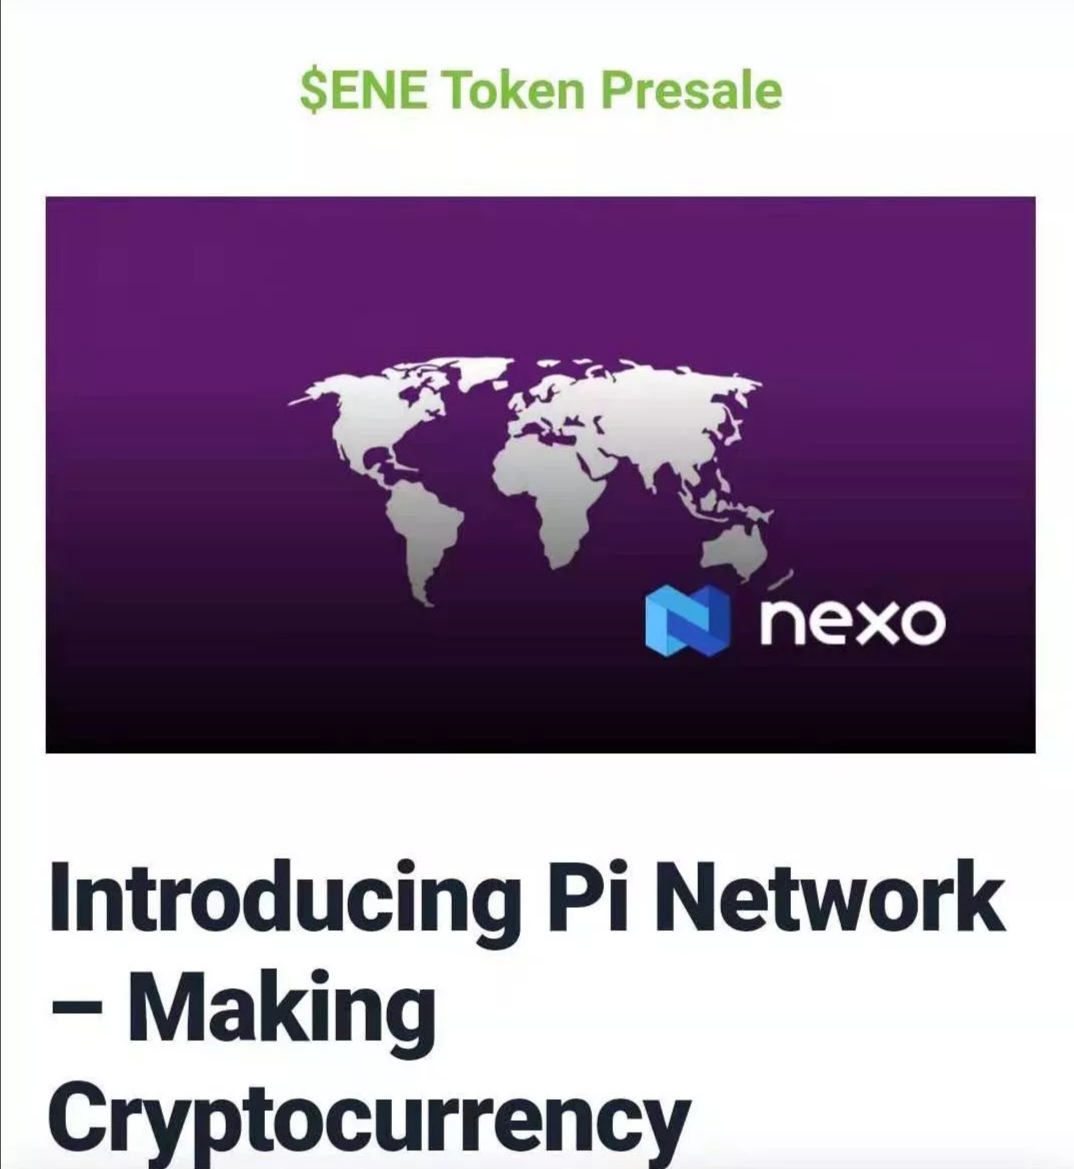 $ENE Token Presale
nexo
Introducing Pi Network
– Making
Cryptocurrency